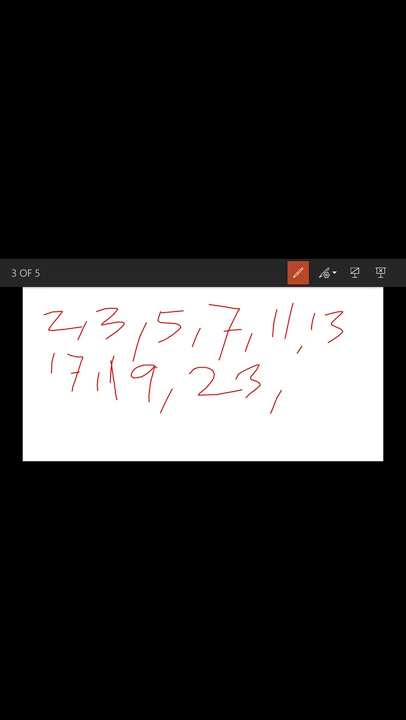 3 OF 5
2, 3, 5, 7, 11, 13
17, 19, 23,